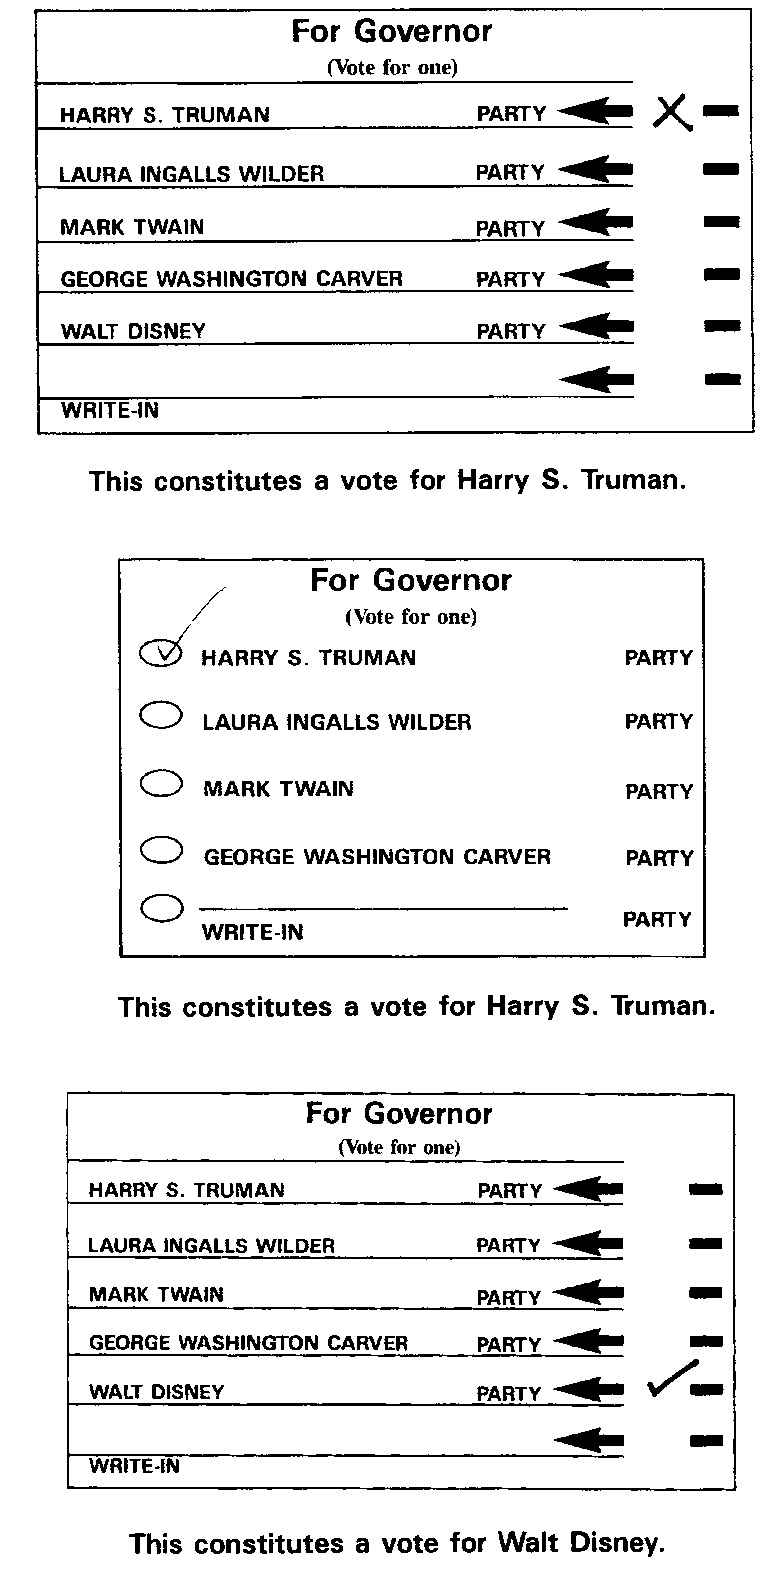 For Governor
(Vote for one)
HARRY S. TRUMAN PARTY
LAURA INGALLS WILDER PARTY
MARK TWAIN PARTY
GEORGE WASHINGTON CARVER PARTY
WALT DISNEY PARTY
WRITE-IN
This constitutes a vote for Harry S. Truman.
For Governor
(Vote for one)
HARRY S. TRUMAN PARTY
LAURA INGALLS WILDER PARTY
MARK TWAIN PARTY
GEORGE WASHINGTON CARVER PARTY
PARTY
WRITE-IN
This constitutes a vote for Harry S. Truman.
For Governor
(Vote for one)
HARRY S. TRUMAN PARTY
LAURA INGALLS WILDER PARTY
MARK TWAIN PARTY
GEORGE WASHINGTON CARVER PARTY
WALT DISNEY PARTY
WRITE-IN
This constitutes a vote for Walt Disney.